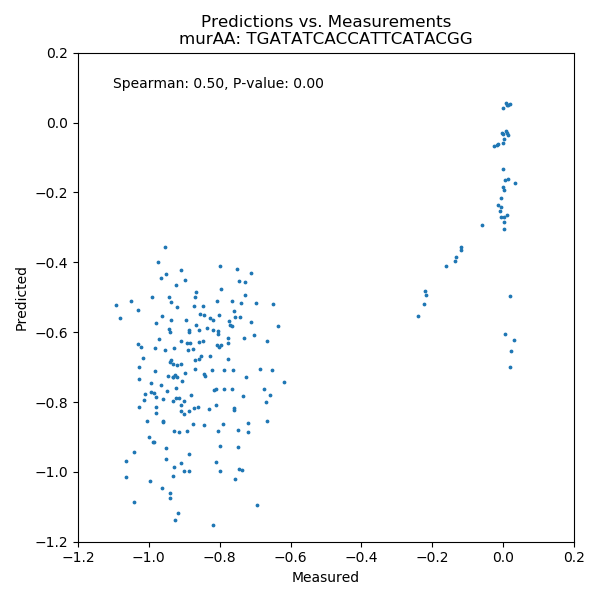 Predictions vs. Measurements
murAA: TGATATCACCATTCATACGG
Spearman: 0.50, P-value: 0.00
0.2
0.0
−0.2
−0.4
−0.6
−0.8
−1.0
−1.2
Predicted
−1.2 −1.0 −0.8 −0.6 −0.4 −0.2 0.0 0.2
Measured